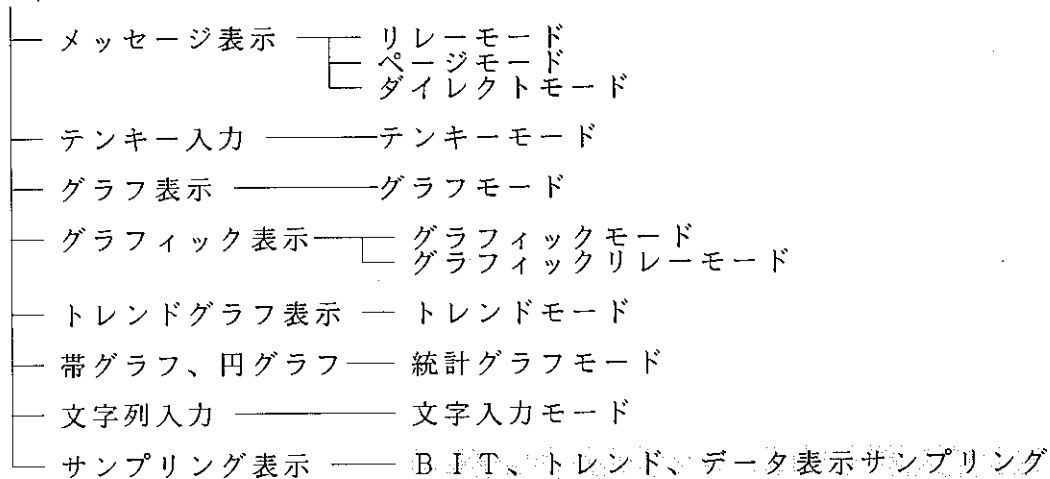 メッセージ表示 リレーモード
ページモード
ダイレクトモード
テンキー入力 テンキーモード
グラフ表示 グラフモード
グラフィック表示 グラフィックモード
グラフィックリレーモード
トレンドグラフ表示 トレンドモード
帯グラフ、円グラフ 統計グラフモード
文字列入力 文字入力モード
サンプリング表示 BIT、トレンド、データ表示サンプリング